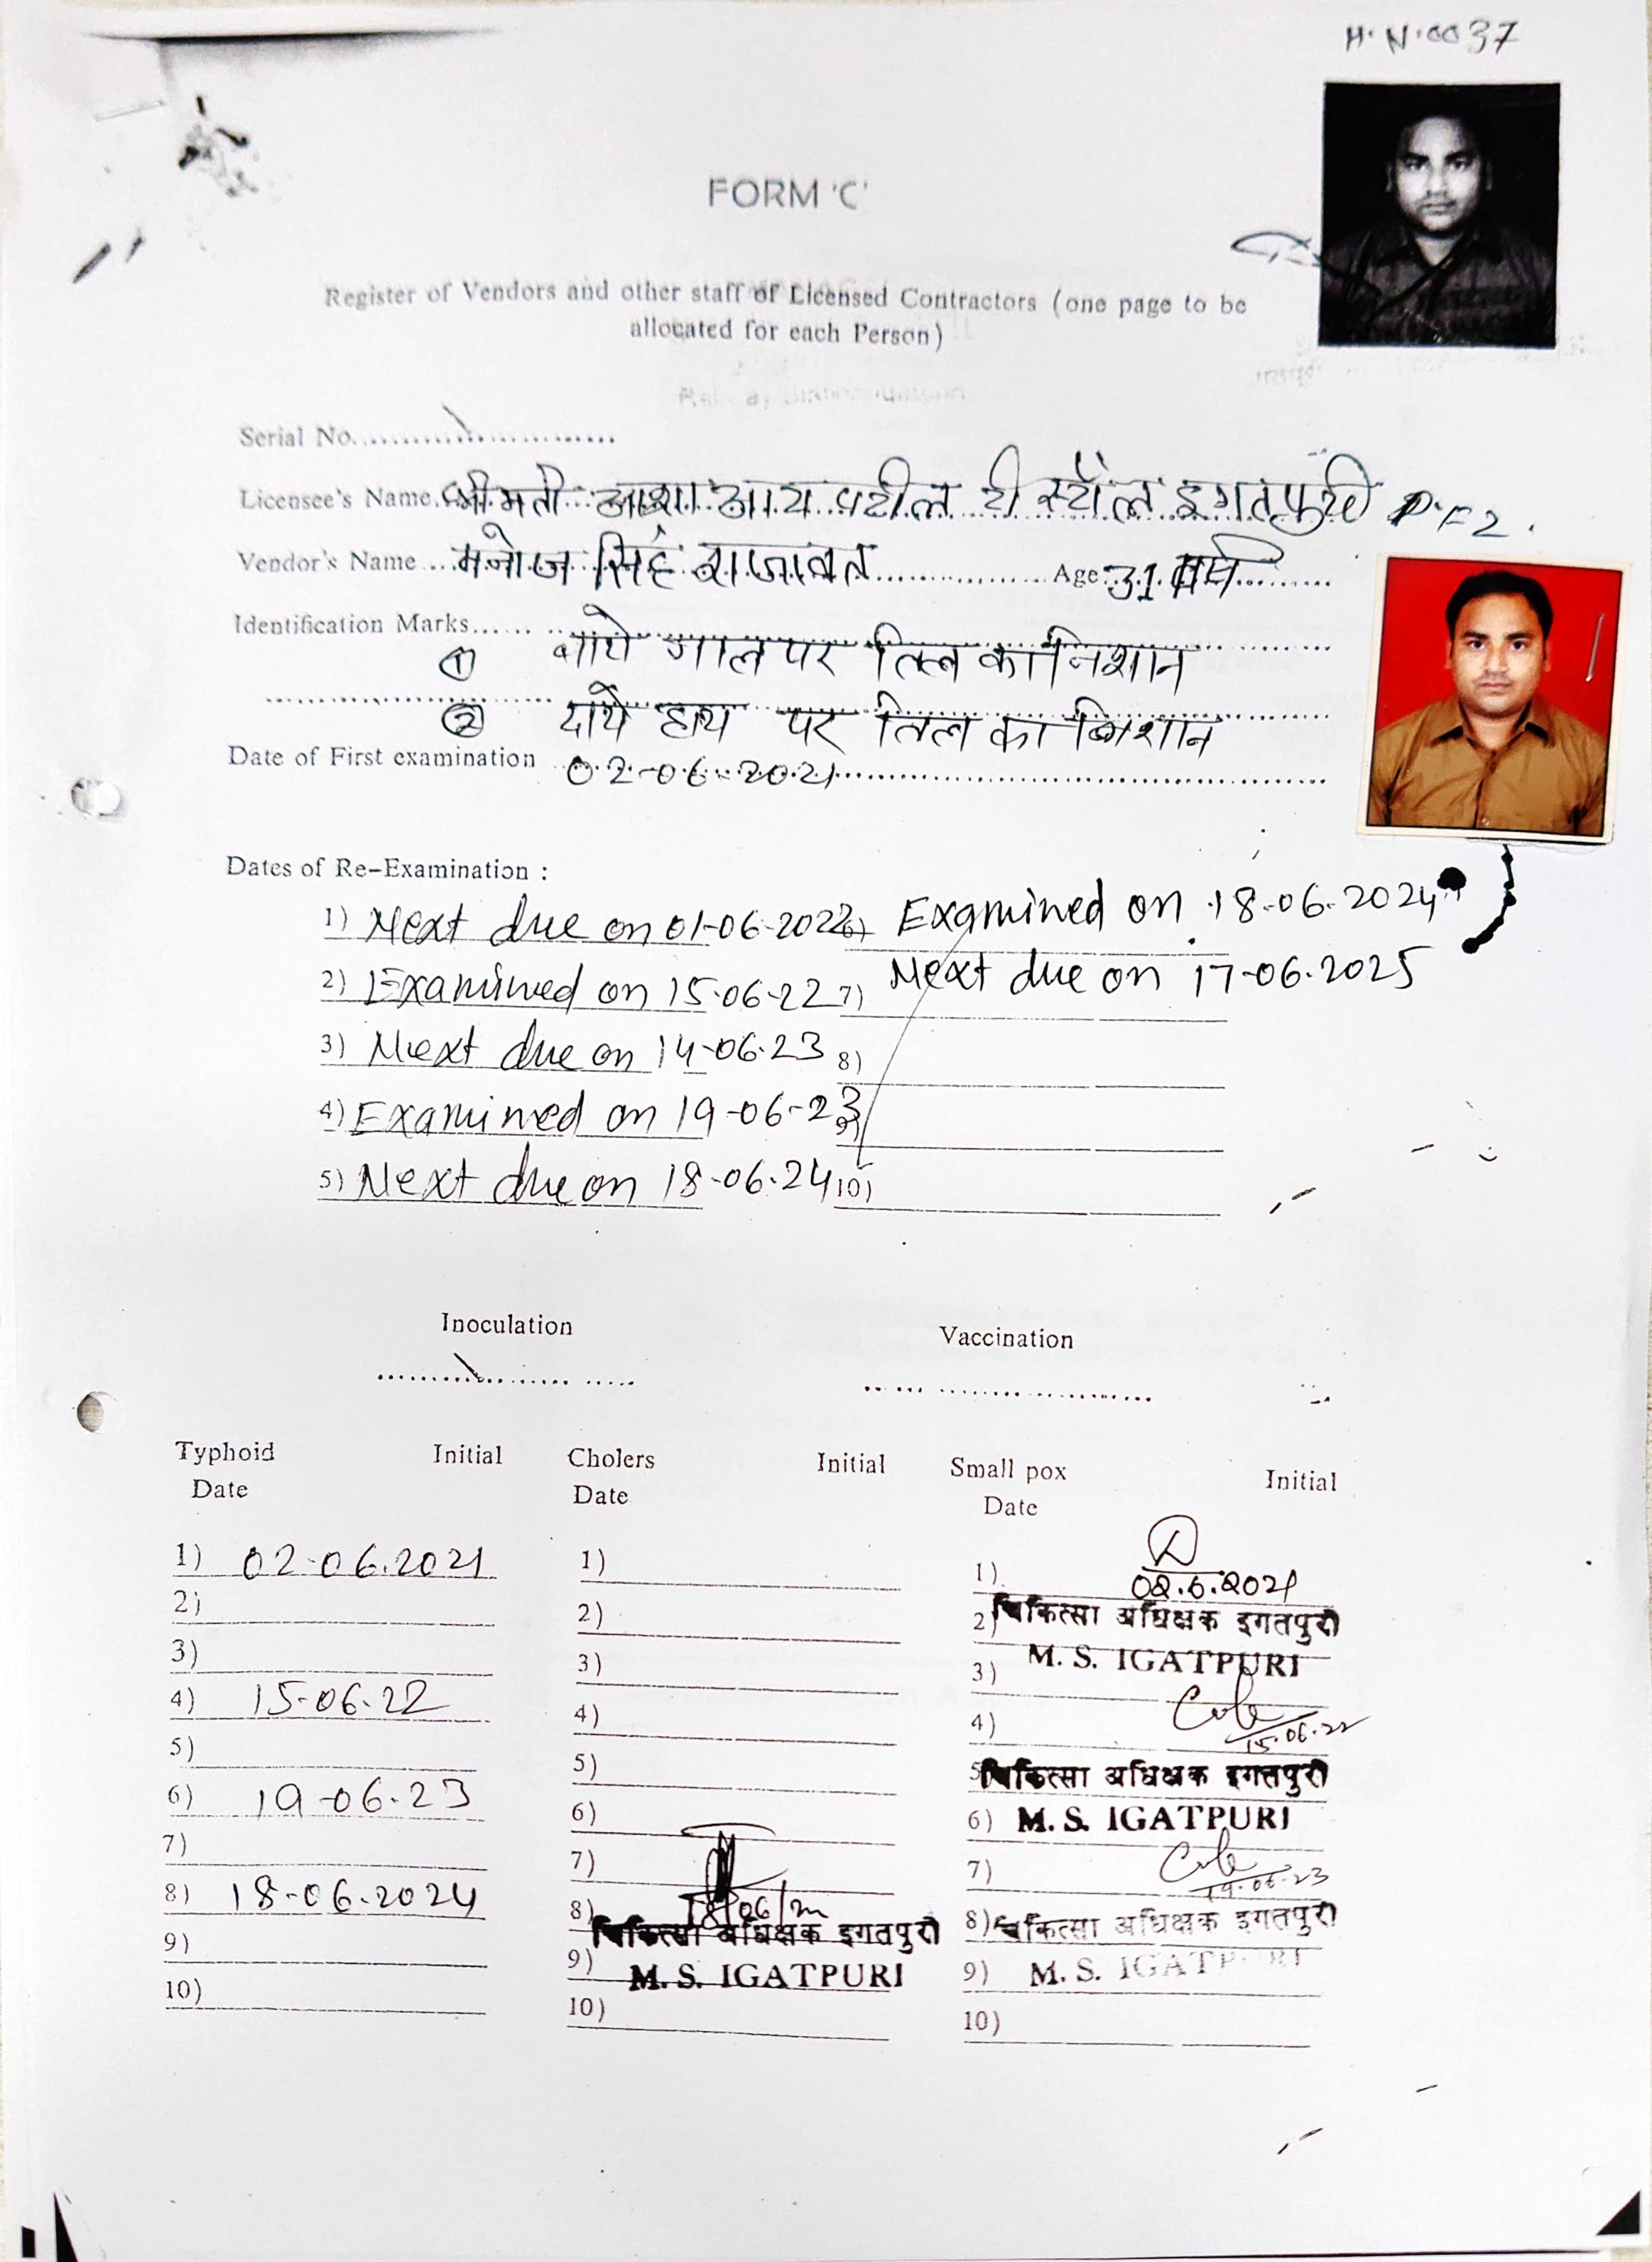 H.N.0037
FORM 'C'
Register of Vendors and other staff of Licensed Contractors (one page to be
allocated for each Person)
Serial No.
Licensee's Name श्रीमती आशा आय पटील टी स्टॉल इगतपुरी P.F 2.
Vendor's Name मनोज सिंह राजावत Age 31 वर्ष
Identification Marks
① बाये गाल पर तिल का निशान
② दाये हाथ पर तिल का निशान
Date of First examination 02-06-2021
Dates of Re-Examination :
1) Next due on 01-06-2022 6) Examined on 18-06-2024
2) Examined on 15-06-22 7) Next due on 17-06-2025
3) Next due on 14-06-23 8)
4) Examined on 19-06-23 9)
5) Next due on 18-06-24 10)
Inoculation Vaccination
Typhoid Initial Cholers Initial Small pox Initial
Date Date Date
1) 02-06.2021 1) 1) 02.6.2021
2) 2) 2) चिकित्सा अधिक्षक इगतपुरी
3) 3) M. S. IGATPURI
3)
4) 15-06-22 4) 4) 15.06.22
5) 5) 5) चिकित्सा अधिक्षक इगतपुरी
6) 19-06-23 6) 6) M. S. IGATPURI
7) 7) 7) 19.06.23
8) 18-06-2024 8) 18/06/24 8) चिकित्सा अधिक्षक इगतपुरी
चिकित्सा अधिक्षक इगतपुरी
9) 9) M. S. IGATPURI 9) M. S. IGATPURI
10) 10) 10)